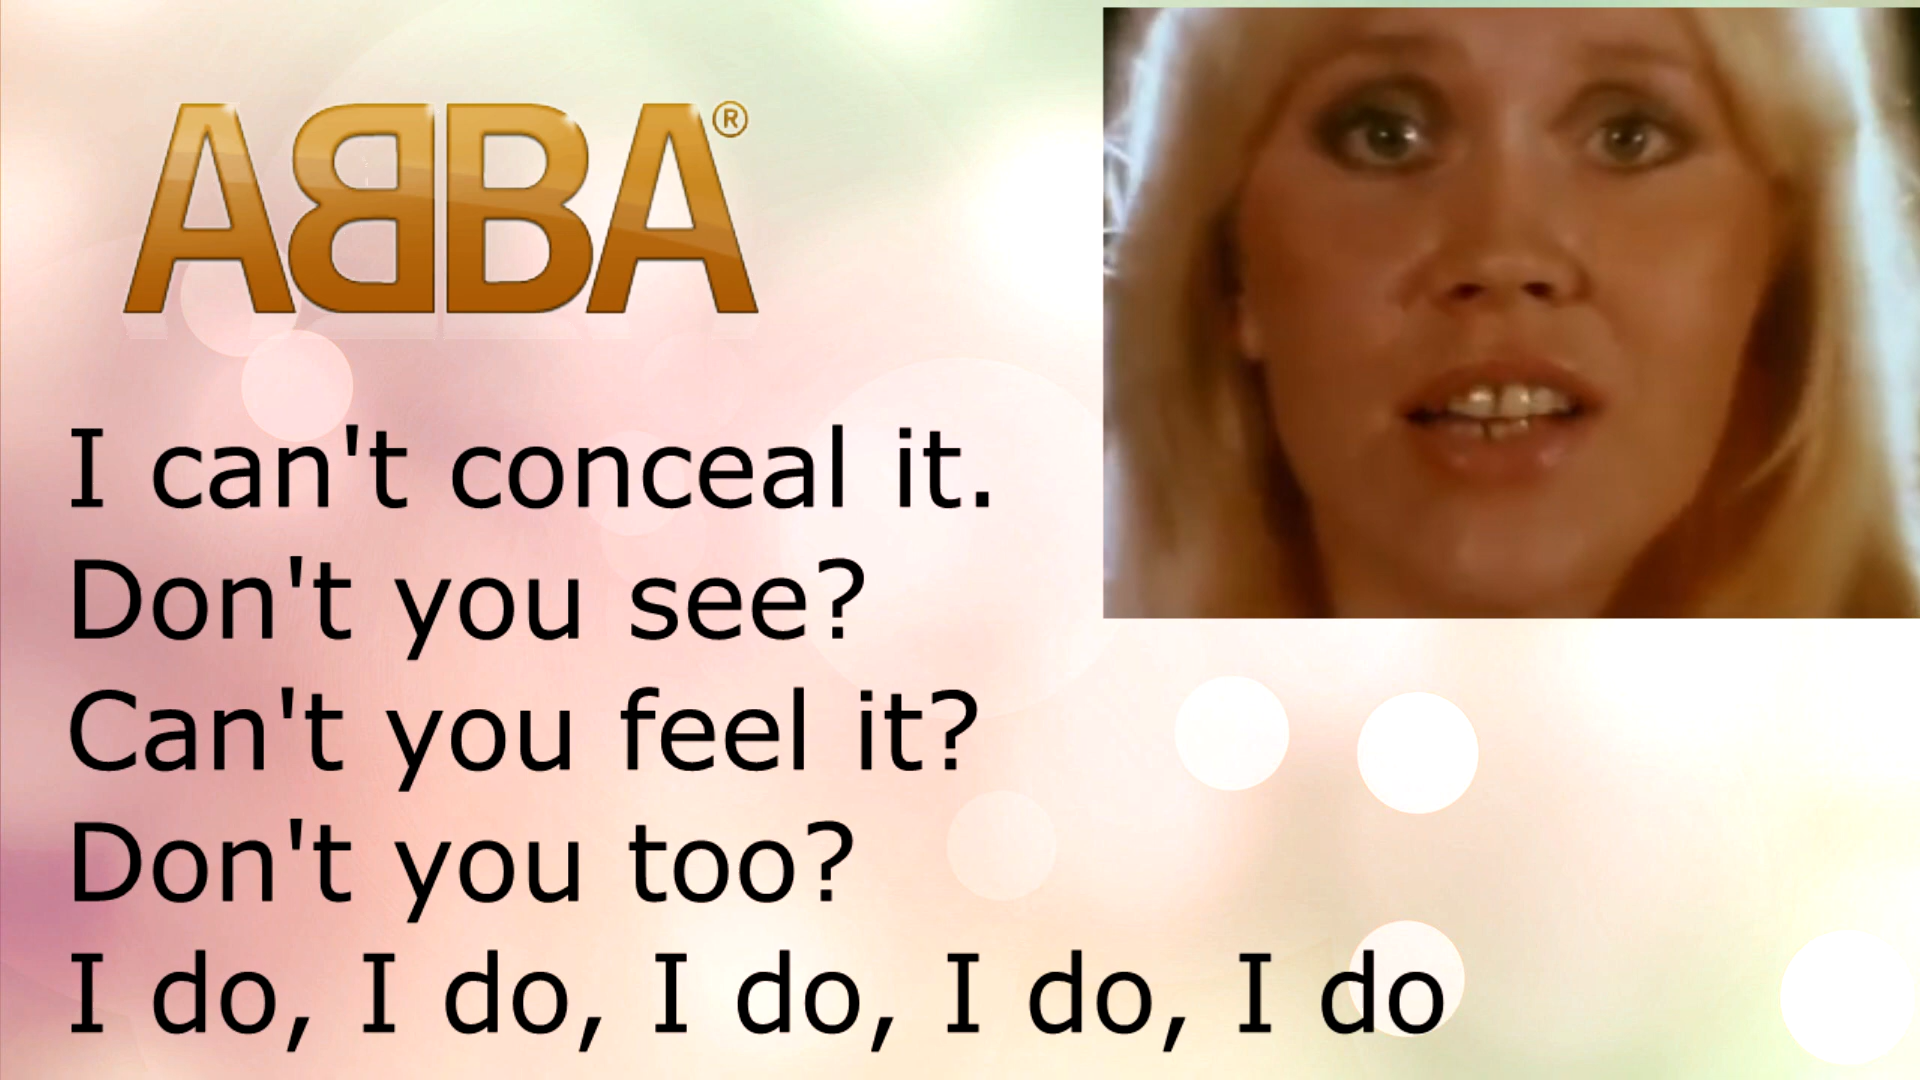 ABBA®
I can't conceal it.
Don't you see?
Can't you feel it?
Don't you too?
I do, I do, I do, I do, I do